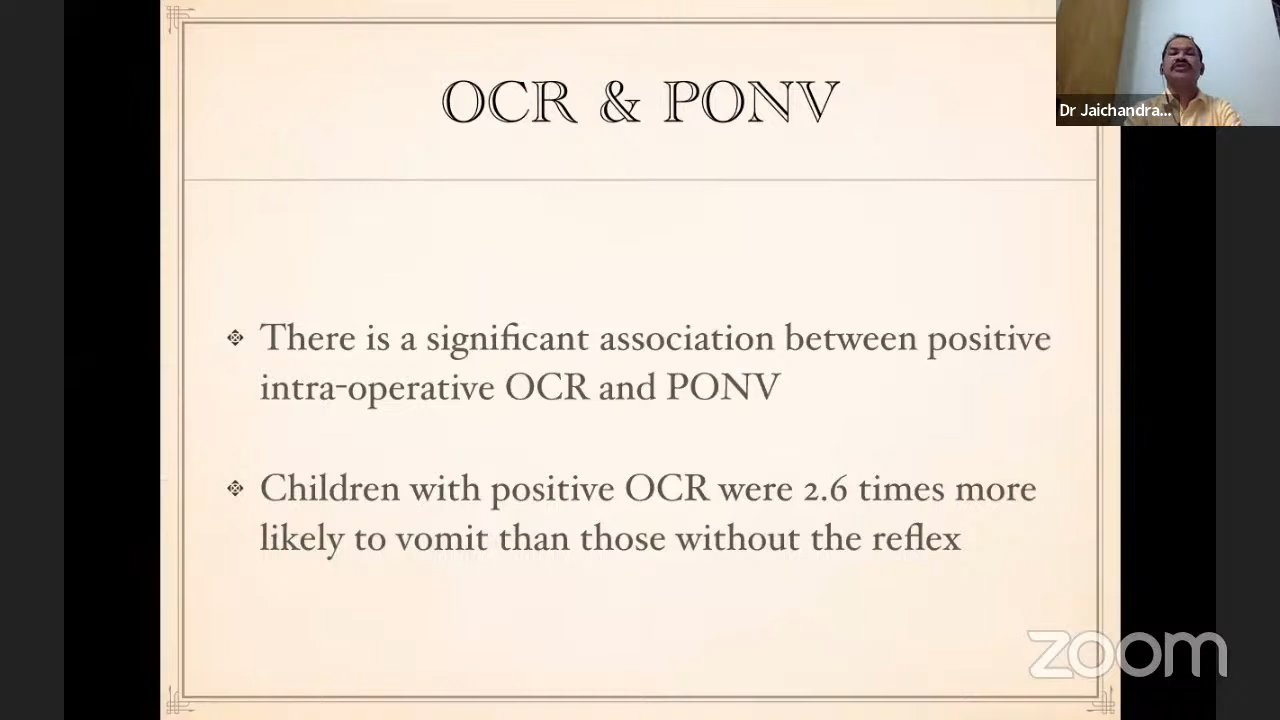 OCR & PONV
Dr Jaichandra...
There is a significant association between positive
intra-operative OCR and PONV
Children with positive OCR were 2.6 times more
likely to vomit than those without the reflex
zoom